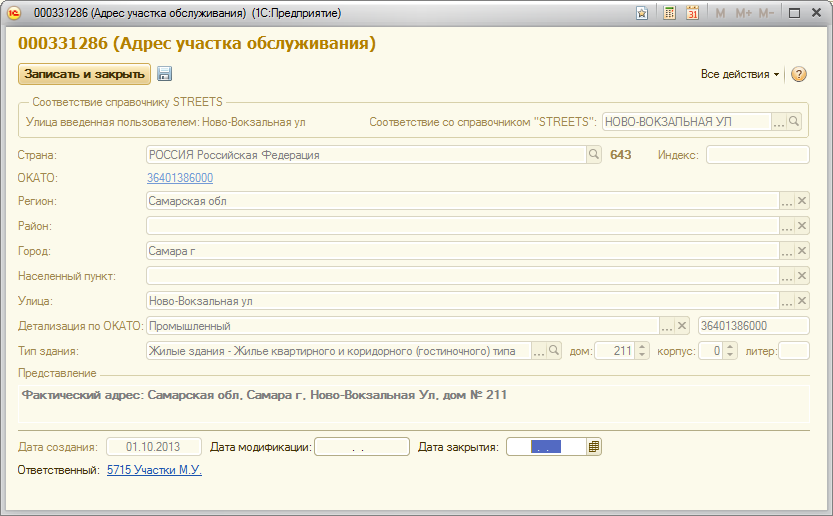 000331286 (Адрес участка обслуживания) (1С:Предприятие)
M M+ M-
31
000331286 (Адрес участка обслуживания)
Записать и закрыть
Все действия
?
Соответствие справочнику STREETS
Улица введенная пользователем: Ново-Вокзальная ул Соответствие со справочником "STREETS": НОВО-ВОКЗАЛЬНАЯ УЛ ...
Страна: РОССИЯ Российская Федерация 643 Индекс:
ОКАТО: 36401386000
Регион: Самарская обл ...
Район: ...
Город: Самара г ...
Населенный пункт: ...
Улица: Ново-Вокзальная ул ...
Детализация по ОКАТО: Промышленный ... 36401386000
Тип здания: Жилые здания - Жилье квартирного и коридорного (гостиничного) типа ... дом: 211 корпус: 0 литер:
Представление
Фактический адрес: Самарская обл, Самара г, Ново-Вокзальная Ул, дом № 211
Дата создания: 01.10.2013 Дата модификации: . . Дата закрытия: . .
Ответственный: 5715 Участки М.У.